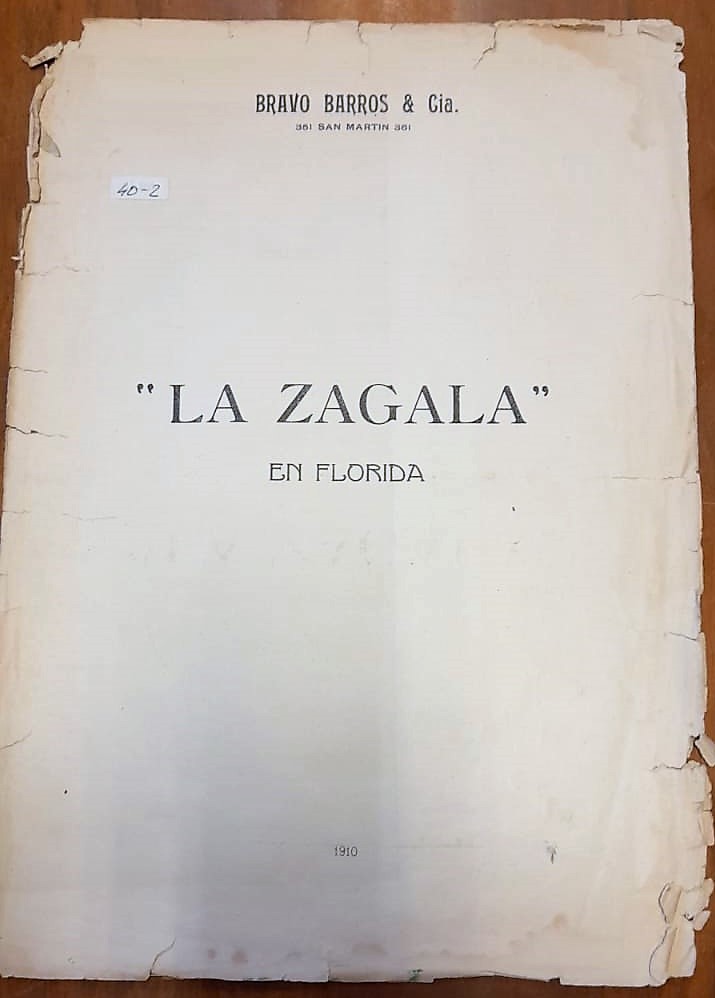 BRAVO BARROS & Cia.
361 SAN MARTIN 361
40-2
“LA ZAGALA”
EN FLORIDA
1910